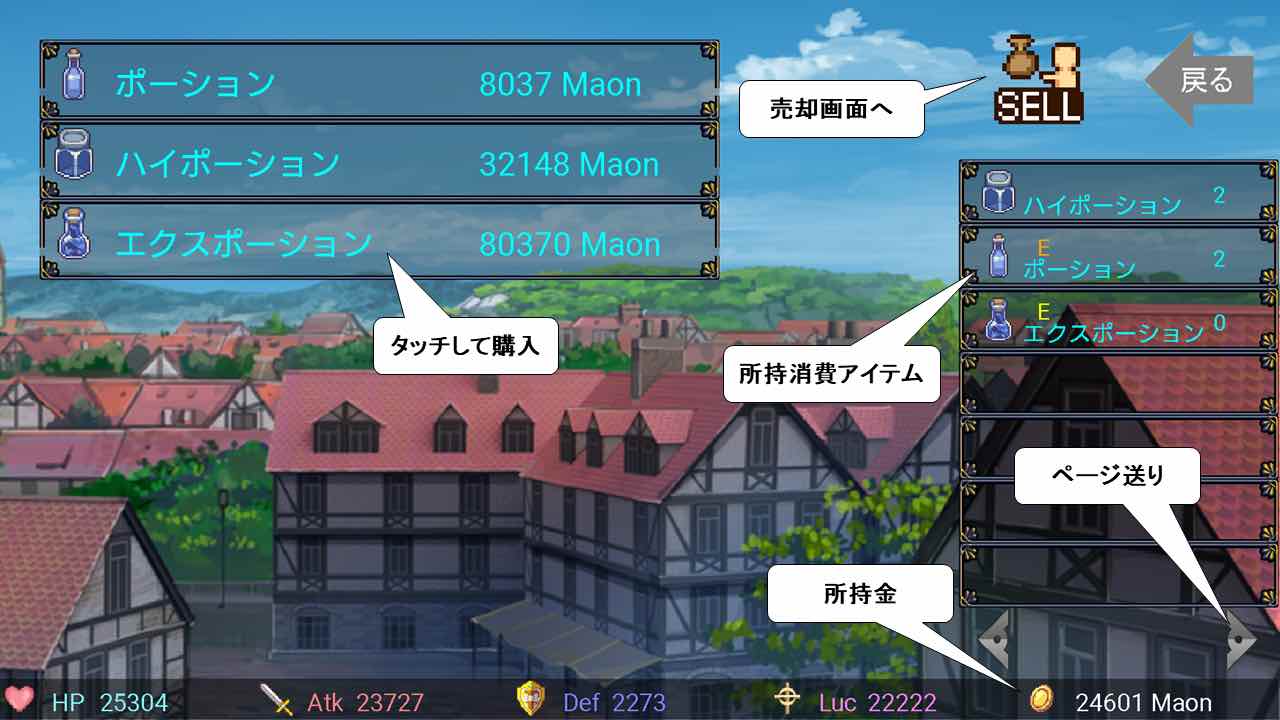 ポーション 8037 Maon
ハイポーション 32148 Maon
エクスポーション 80370 Maon
売却画面へ
SELL
戻る
ハイポーション 2
E
ポーション 2
E
エクスポーション 0
タッチして購入
所持消費アイテム
ページ送り
所持金
HP 25304
Atk 23727
Def 2273
Luc 22222
24601 Maon